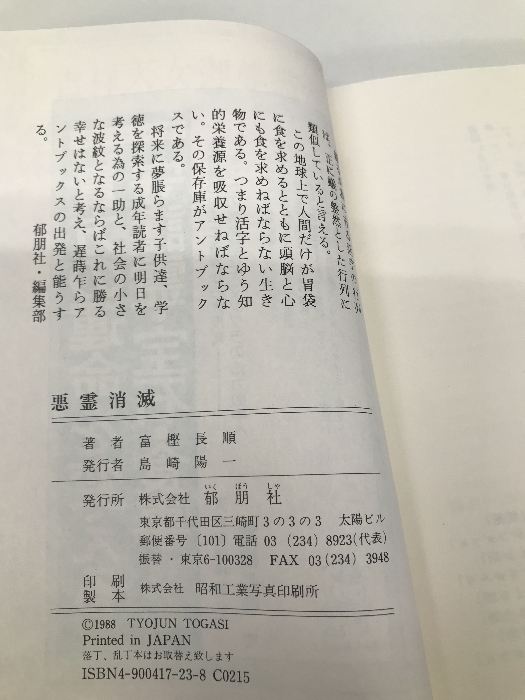 類似していると言える。
この地球上で人間だけが胃袋
に食を求めるとともに頭脳と心
にも食を求めねばならない生き
物である。つまり活字とゆう知
的栄養源を吸収せねばならな
い。その保存庫がアントブック
スである。
将来に夢脹らます子供達、学
徳を探索する成年読者に明日を
考える為の一助と、社会の小さ
な波紋となるならばこれに勝る
幸せはないと考え、遅蒔乍らア
ントブックスの出発と能うす
る。
郁朋社・編集部
悪霊消滅
著者 富樫長順
発行者 島崎陽一
発行所 株式会社 郁朋社
いくほうしゃ
東京都千代田区三崎町3の3の3 太陽ビル
郵便番号〔101〕電話 03 (234) 8923(代表)
振替・東京6-100328 FAX 03 (234) 3948
印刷
製本 株式会社 昭和工業写真印刷所
©1988 TYOJUN TOGASI
Printed in JAPAN
落丁、乱丁本はお取替え致します
ISBN4-900417-23-8 C0215